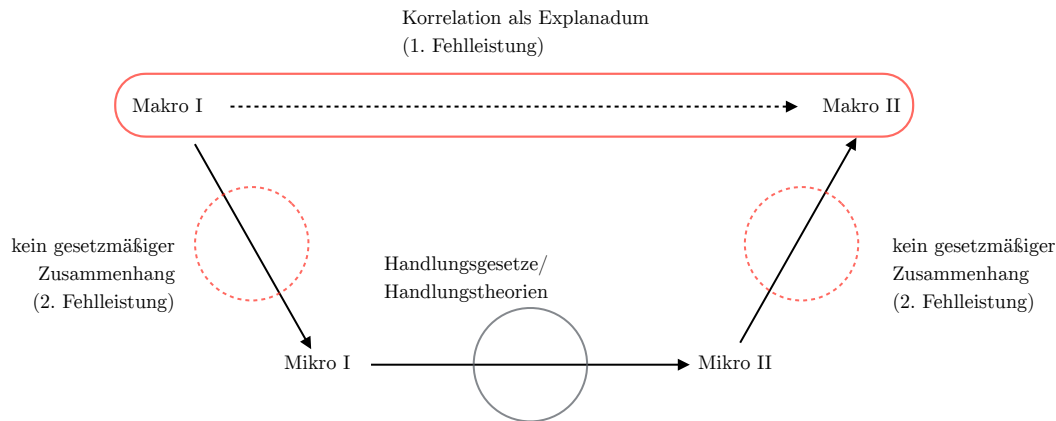 Korrelation als Explanadum
(1. Fehlleistung)
Makro I
Makro II
kein gesetzmäßiger
Zusammenhang
(2. Fehlleistung)
Handlungsgesetze/
Handlungstheorien
kein gesetzmäßiger
Zusammenhang
(2. Fehlleistung)
Mikro I
Mikro II